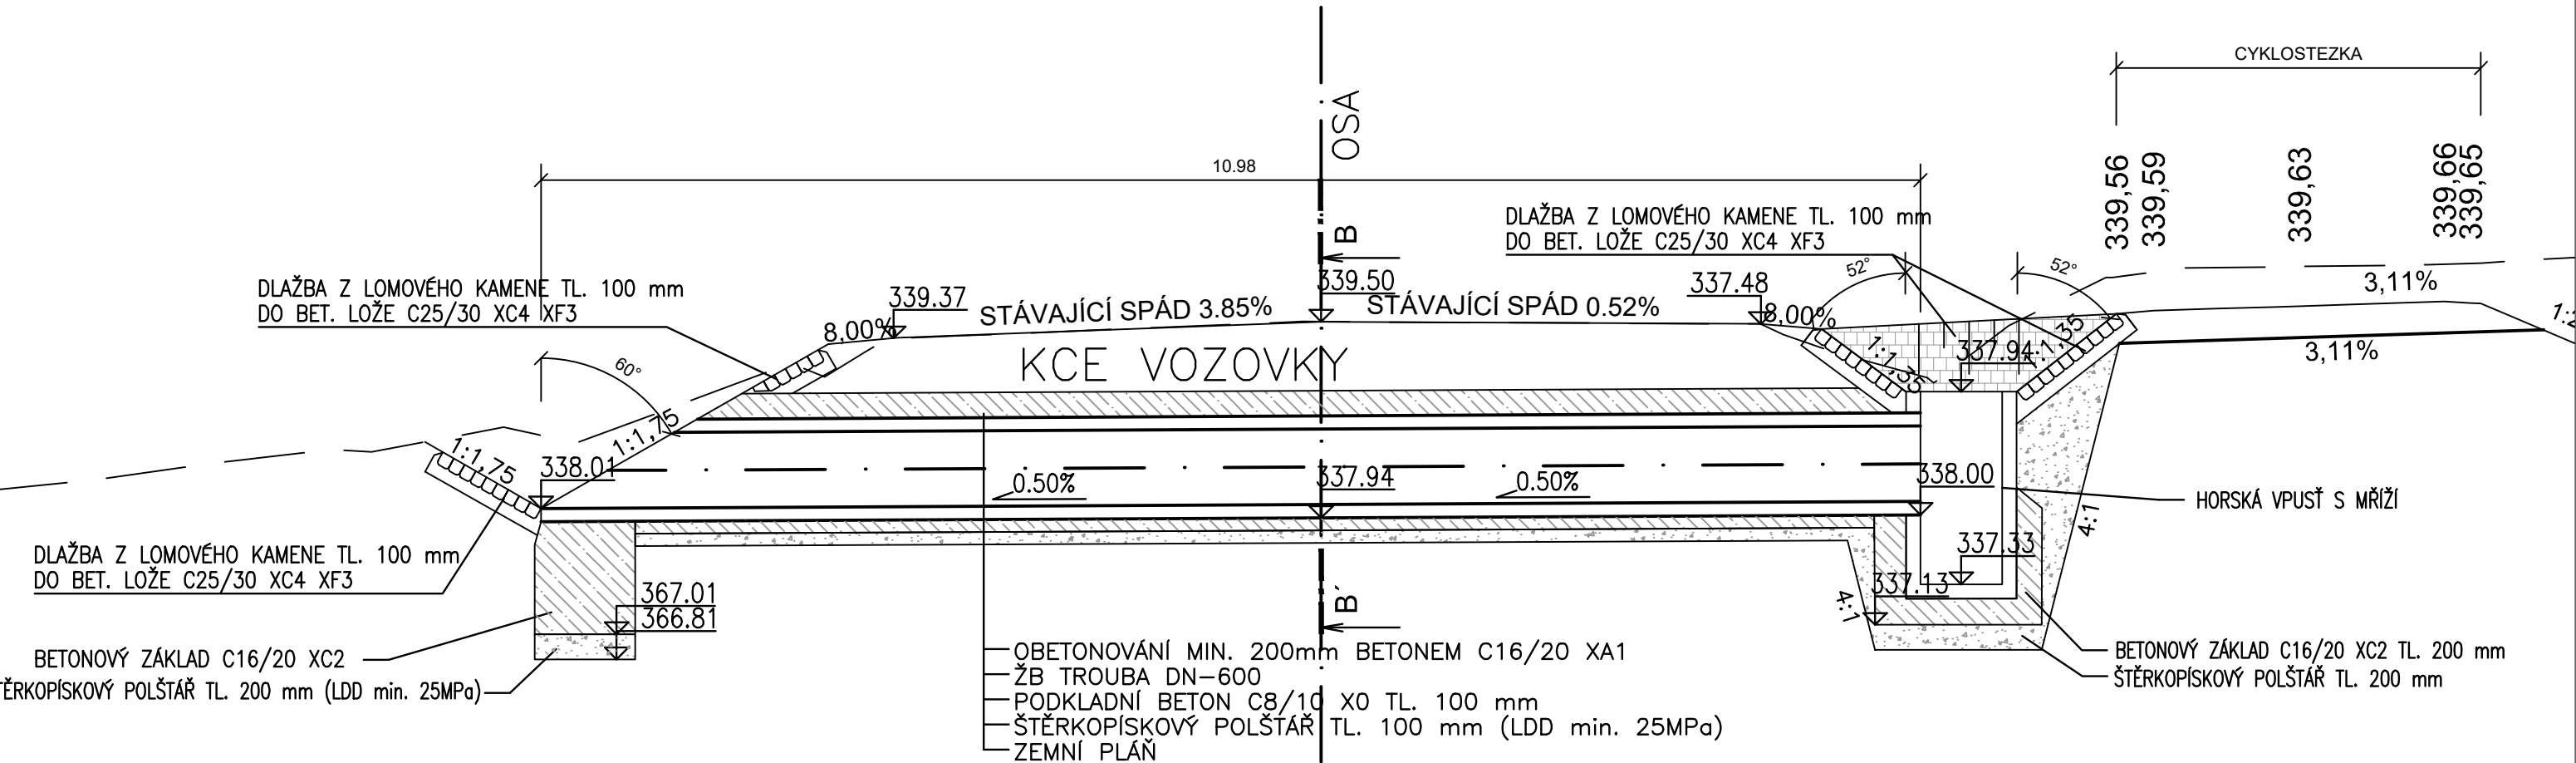 CYKLOSTEZKA
OSA
10.98
339,56
339,59
339,63
339,66
339,65
DLAŽBA Z LOMOVÉHO KAMENE TL. 100 mm
DO BET. LOŽE C25/30 XC4 XF3
B
339.50
337.48
52°
52°
3,11%
DLAŽBA Z LOMOVÉHO KAMENE TL. 100 mm
DO BET. LOŽE C25/30 XC4 XF3
339.37
STÁVAJÍCÍ SPÁD 3.85%
STÁVAJÍCÍ SPÁD 0.52%
8,00%
8,00%
KCE VOZOVKY
60°
1:1,35
337.94
1:1,35
3,11%
1:1,75
1:1,75
338.01
0.50%
337.94
0.50%
338.00
HORSKÁ VPUSŤ S MŘÍŽÍ
4:1
DLAŽBA Z LOMOVÉHO KAMENE TL. 100 mm
DO BET. LOŽE C25/30 XC4 XF3
337.33
337.13
4:1
367.01
366.81
B´
BETONOVÝ ZÁKLAD C16/20 XC2
TĚRKOPÍSKOVÝ POLŠTÁŘ TL. 200 mm (LDD min. 25MPa)
OBETONOVÁNÍ MIN. 200mm BETONEM C16/20 XA1
ŽB TROUBA DN-600
PODKLADNÍ BETON C8/10 X0 TL. 100 mm
ŠTĚRKOPÍSKOVÝ POLŠTÁŘ TL. 100 mm (LDD min. 25MPa)
ZEMNÍ PLÁŇ
BETONOVÝ ZÁKLAD C16/20 XC2 TL. 200 mm
ŠTĚRKOPÍSKOVÝ POLŠTÁŘ TL. 200 mm